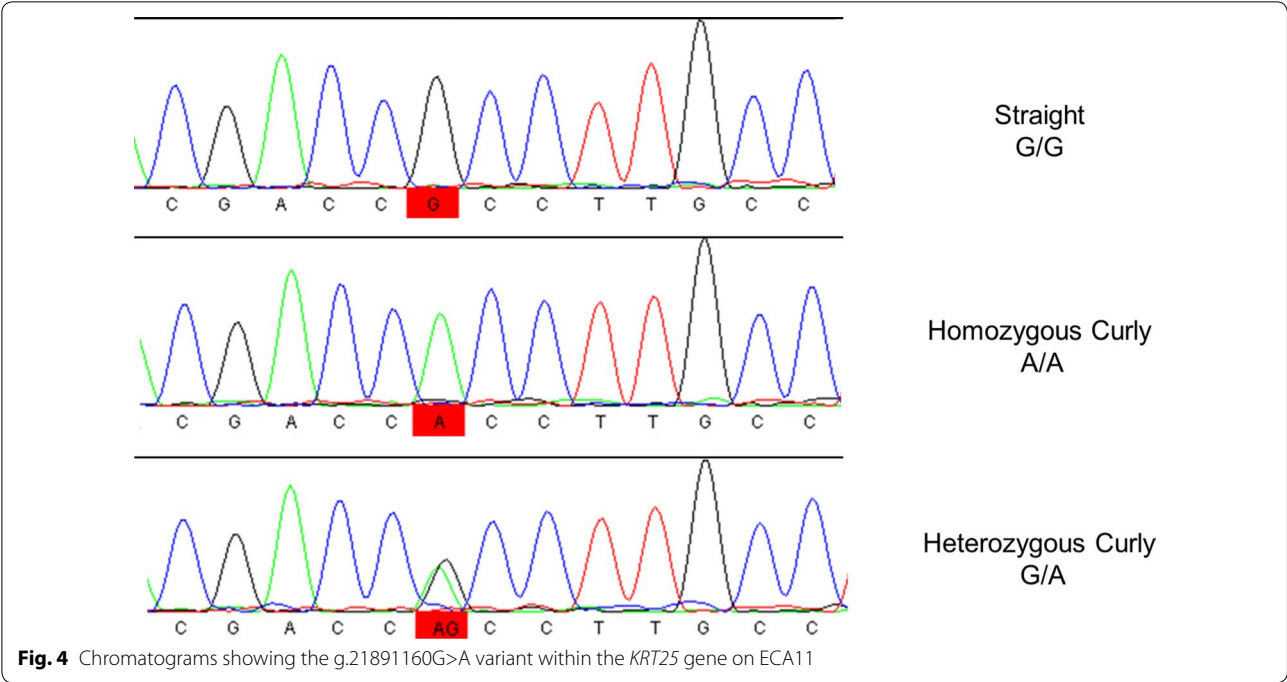 C G A C C G C C T T G C C
Straight
G/G
C G A C C A C C T T G C C
Homozygous Curly
A/A
C G A C C AG C C T T G C C
Heterozygous Curly
G/A
Fig. 4 Chromatograms showing the g.21891160G>A variant within the KRT25 gene on ECA11